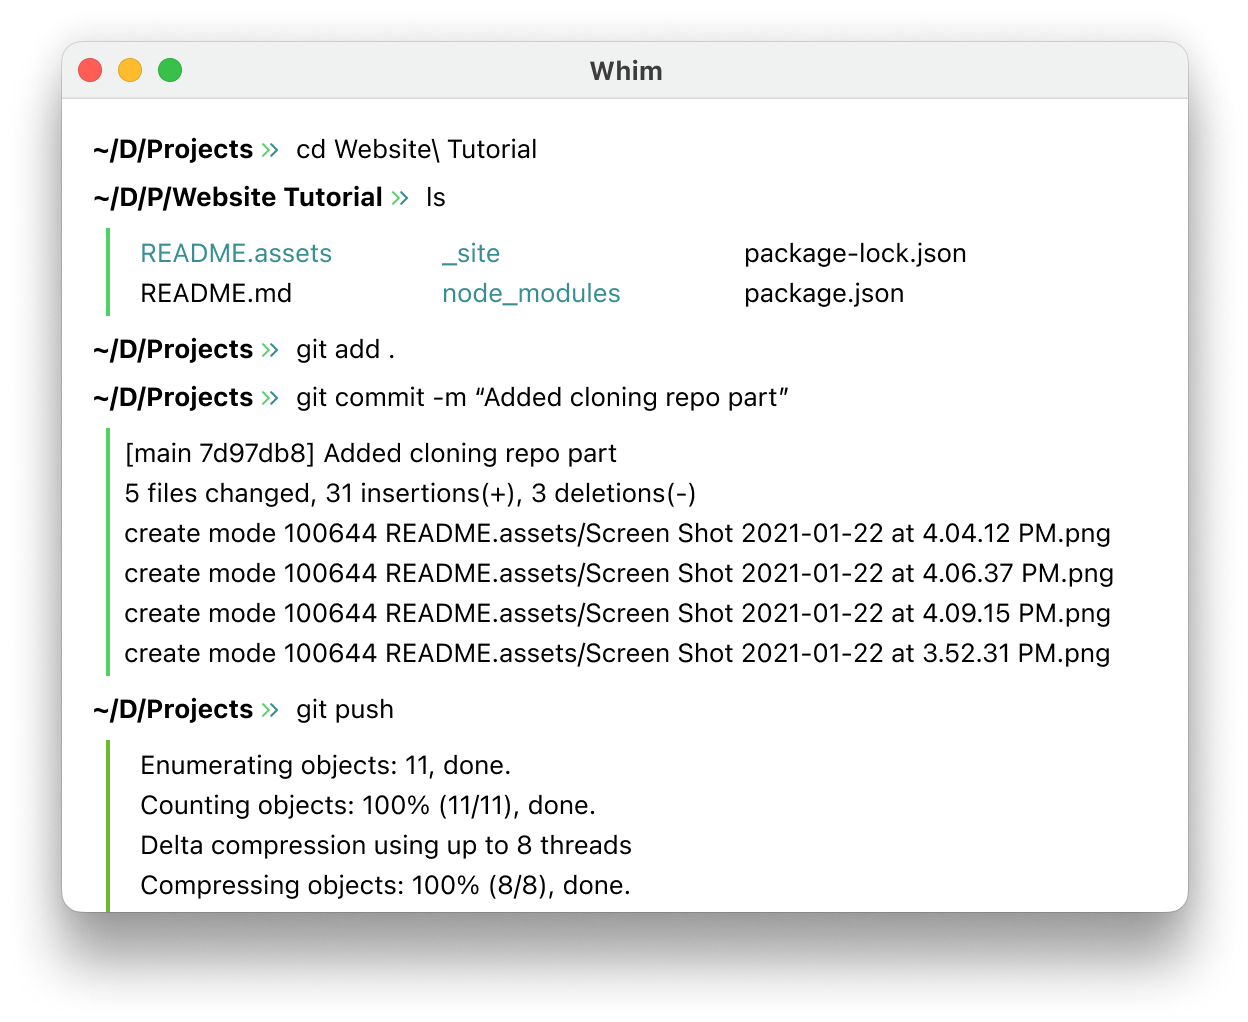 Whim
~/D/Projects » cd Website\ Tutorial
~/D/P/Website Tutorial » ls
README.assets _site package-lock.json
README.md node_modules package.json
~/D/Projects » git add .
~/D/Projects » git commit -m “Added cloning repo part”
[main 7d97db8] Added cloning repo part
5 files changed, 31 insertions(+), 3 deletions(-)
create mode 100644 README.assets/Screen Shot 2021-01-22 at 4.04.12 PM.png
create mode 100644 README.assets/Screen Shot 2021-01-22 at 4.06.37 PM.png
create mode 100644 README.assets/Screen Shot 2021-01-22 at 4.09.15 PM.png
create mode 100644 README.assets/Screen Shot 2021-01-22 at 3.52.31 PM.png
~/D/Projects » git push
Enumerating objects: 11, done.
Counting objects: 100% (11/11), done.
Delta compression using up to 8 threads
Compressing objects: 100% (8/8), done.